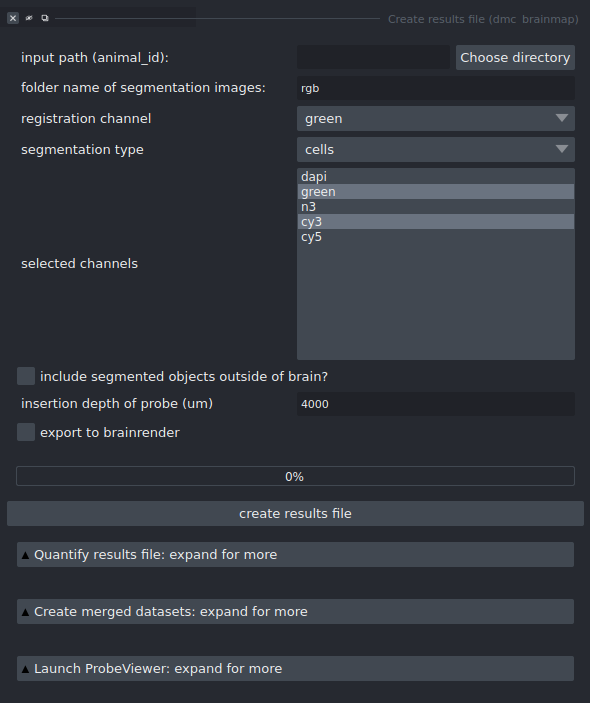 Create results file (dmc_brainmap)
input path (animal_id):
Choose directory
folder name of segmentation images:
rgb
registration channel
green
segmentation type
cells
selected channels
dapi
green
n3
cy3
cy5
include segmented objects outside of brain?
insertion depth of probe (um)
4000
export to brainrender
0%
create results file
Quantify results file: expand for more
Create merged datasets: expand for more
Launch ProbeViewer: expand for more